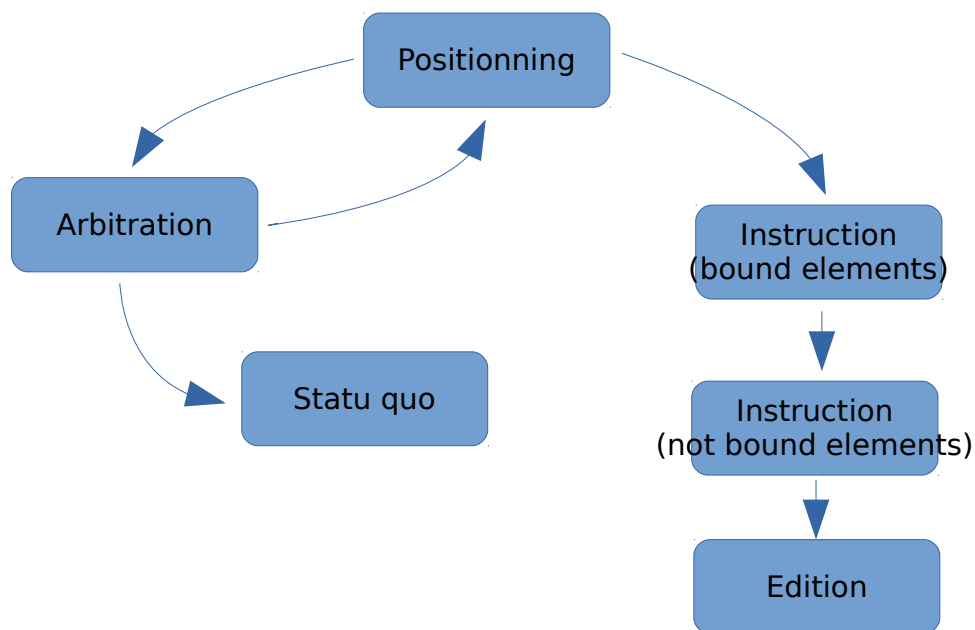 Positionning
Arbitration
Instruction
(bound elements)
Statu quo
Instruction
(not bound elements)
Edition